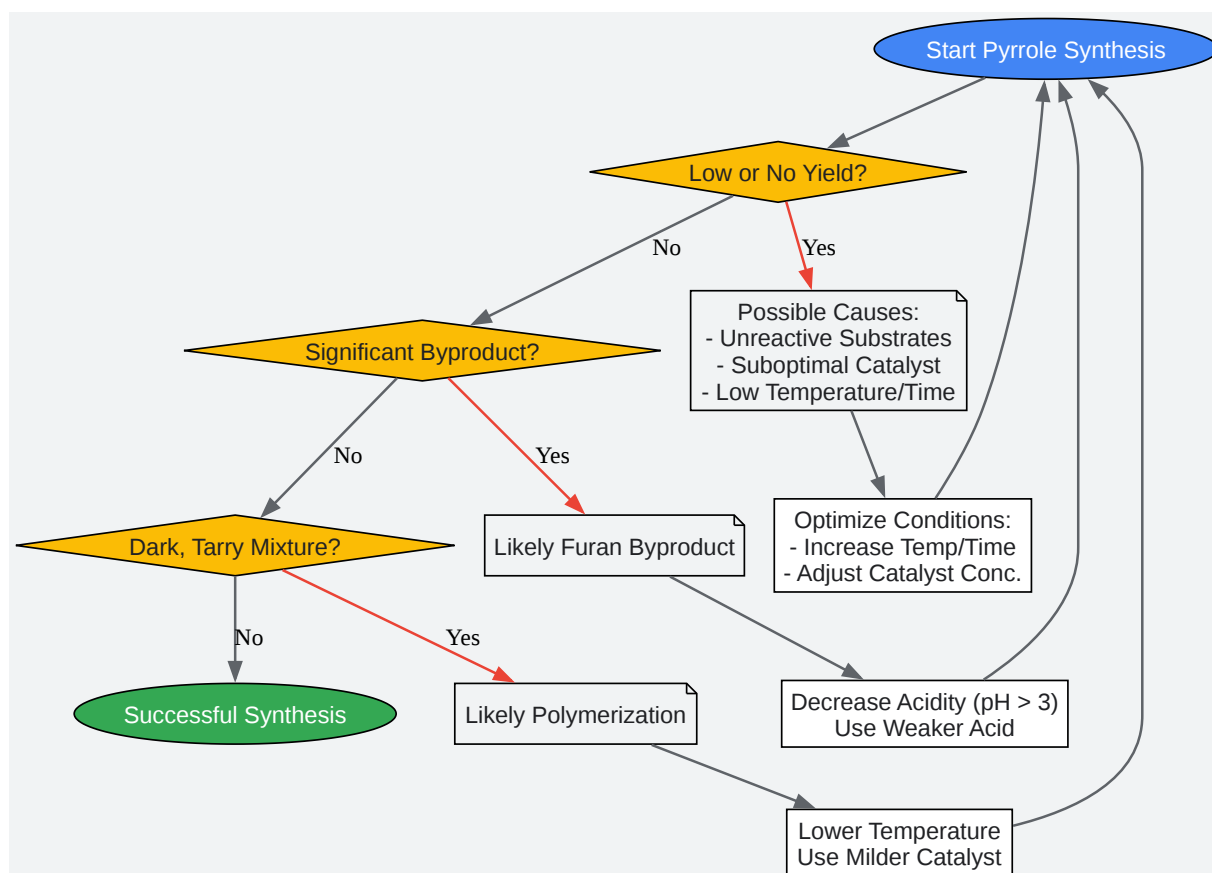 Start Pyrrole Synthesis
Low or No Yield?
No
Yes
Possible Causes:
- Unreactive Substrates
- Suboptimal Catalyst
- Low Temperature/Time
Significant Byproduct?
No
Yes
Optimize Conditions:
- Increase Temp/Time
- Adjust Catalyst Conc.
Dark, Tarry Mixture?
Likely Furan Byproduct
No
Yes
Decrease Acidity (pH > 3)
Use Weaker Acid
Successful Synthesis
Likely Polymerization
Lower Temperature
Use Milder Catalyst